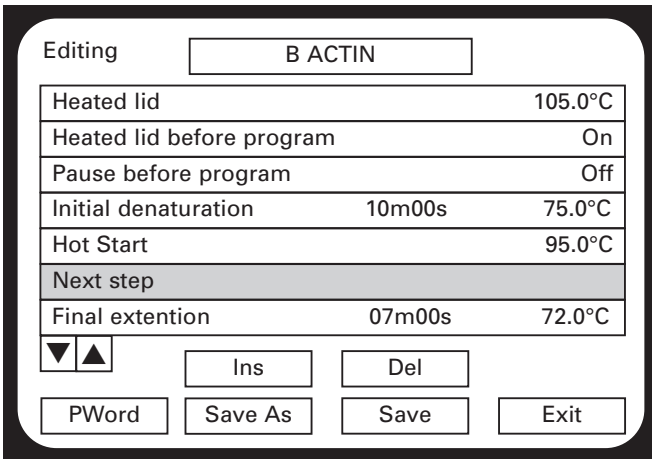 Editing B ACTIN
Heated lid 105.0°C
Heated lid before program On
Pause before program Off
Initial denaturation 10m00s 75.0°C
Hot Start 95.0°C
Next step
Final extention 07m00s 72.0°C
Ins Del
PWord Save As Save Exit